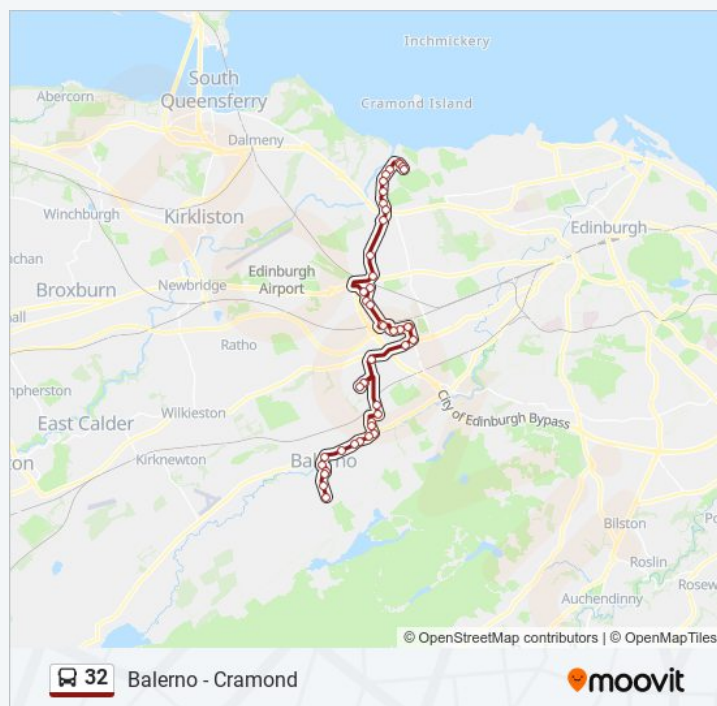 Inchmickery
South
Queensferry
Abercorn
Cramond Island
Dalmeny
Winchburgh
Kirkliston
Edinburgh
Edinburgh
Airport
Newbridge
Broxburn
Ratho
East Calder
Wilkieston
City of Edinburgh Bypass
Kirknewton
Balerno
Bilston
Roslin
Auchendinny
© OpenStreetMap contributors | © OpenMapTiles
32 Balerno - Cramond
moovit